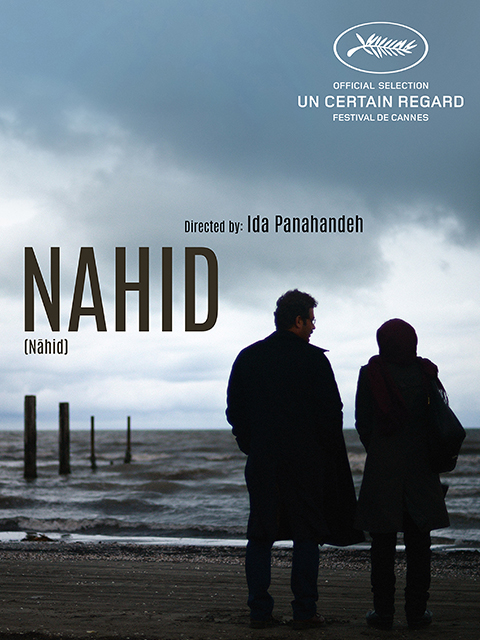 OFFICIAL SELECTION
UN CERTAIN REGARD
FESTIVAL DE CANNES
Directed by: Ida Panahandeh
NAHID
(Nāhid)